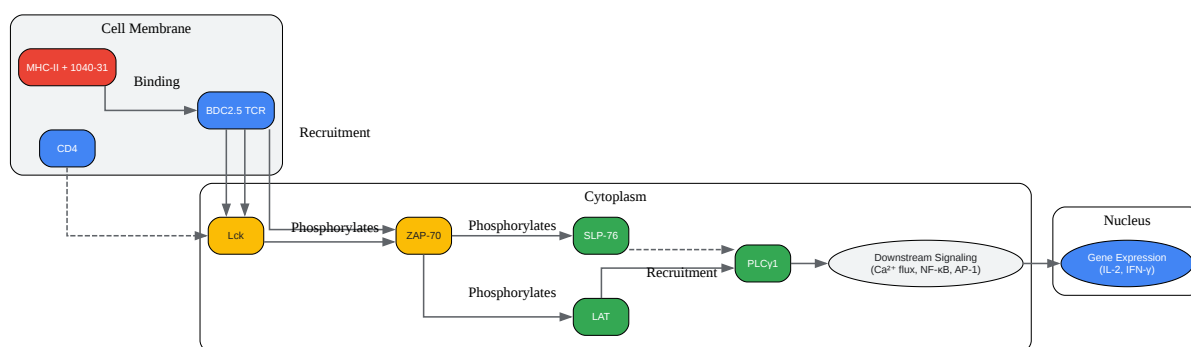 Cell Membrane
MHC-II + 1040-31
Binding
BDC2.5 TCR
Recruitment
CD4
Cytoplasm
Lck
Phosphorylates
ZAP-70
Phosphorylates
SLP-76
Phosphorylates
LAT
Recruitment
PLCγ1
Downstream Signaling
(Ca²⁺ flux, NF-κB, AP-1)
Nucleus
Gene Expression
(IL-2, IFN-γ)